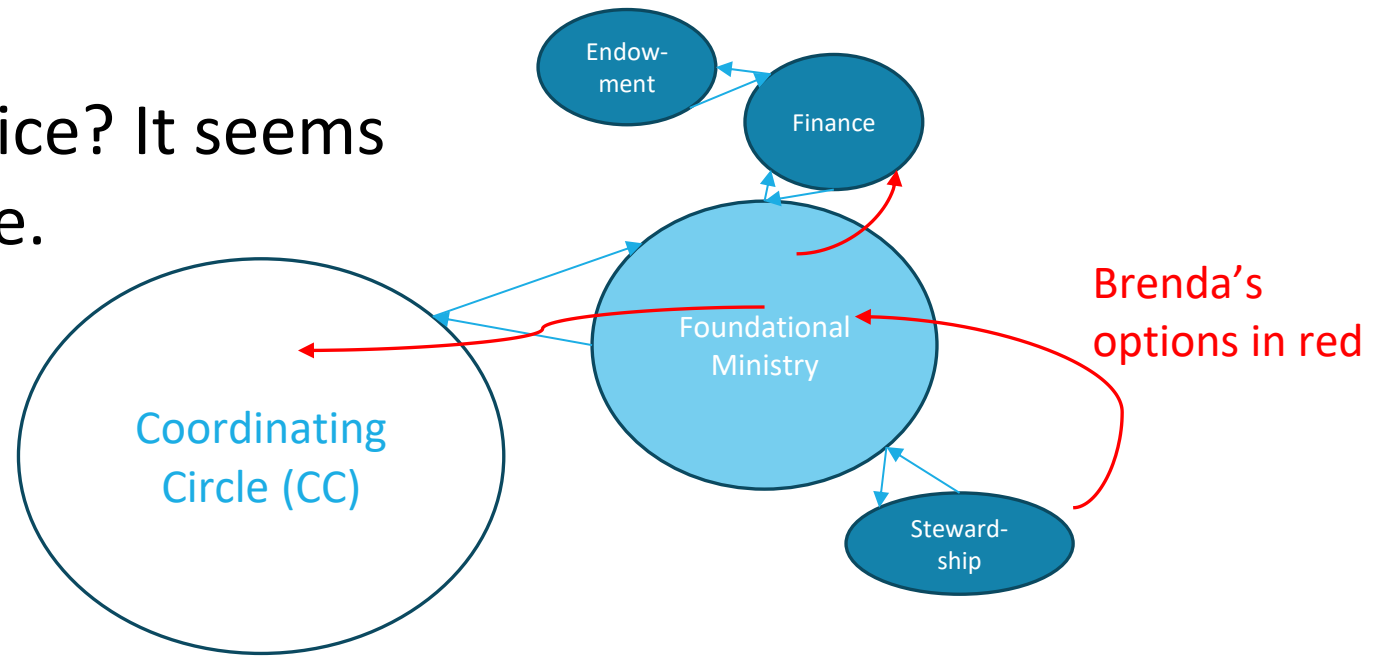 ice? It seems
e.
Endow-
ment
Finance
Brenda's
options in red
Foundational
Ministry
Coordinating
Circle (CC)
Steward-
ship